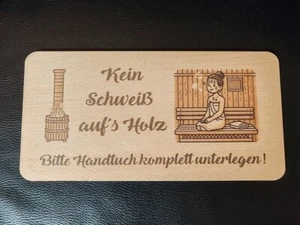 Kein
Schweiß
auf's Holz
Bitte Handtuch komplett unterlegen!